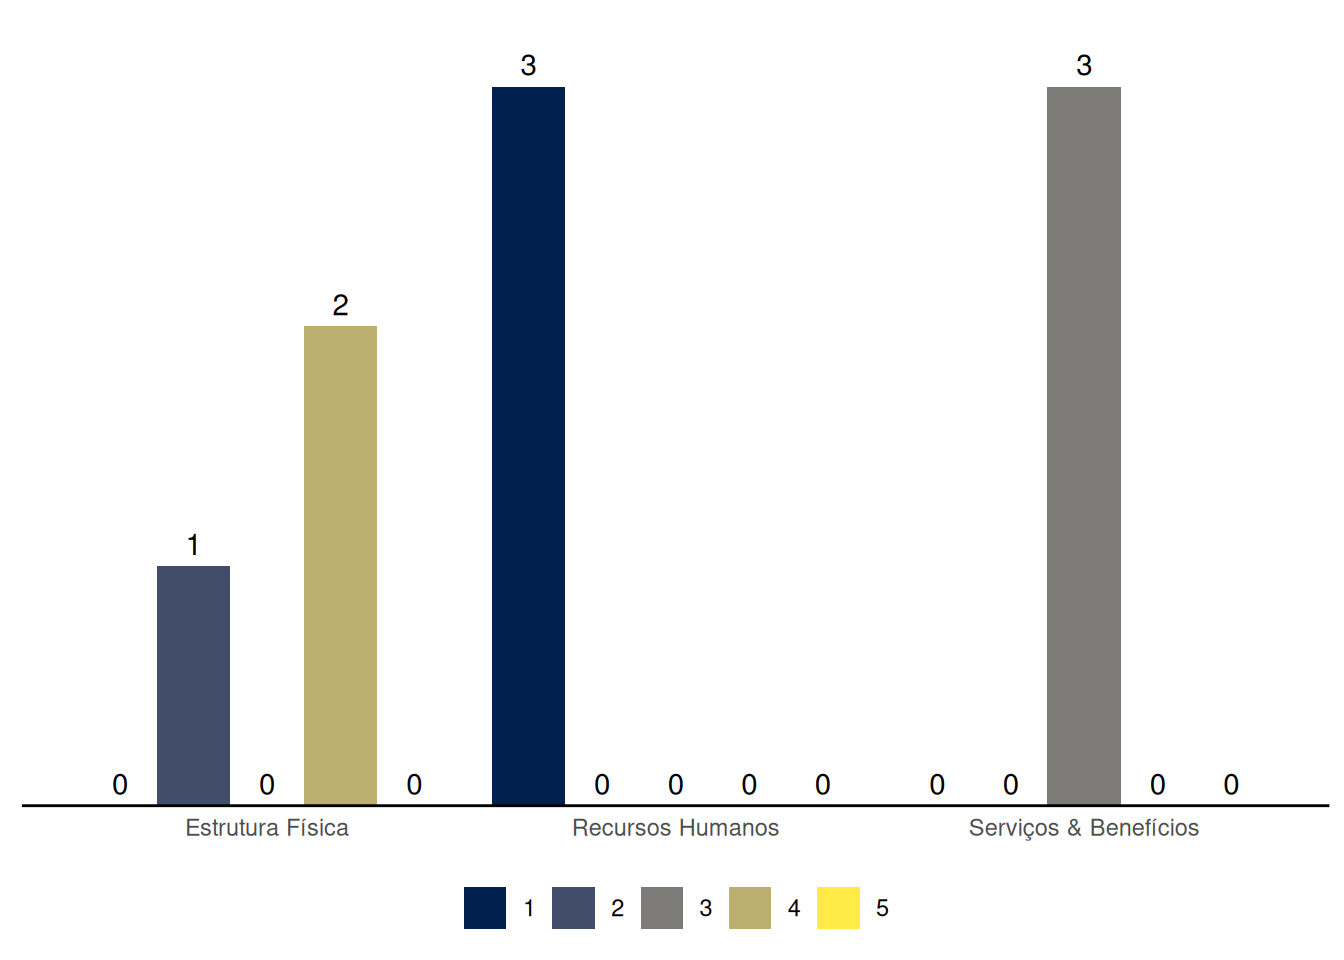 3 3
2
1
0 0 0 0 0 0 0 0 0 0 0
Estrutura Física Recursos Humanos Serviços & Benefícios
1 2 3 4 5